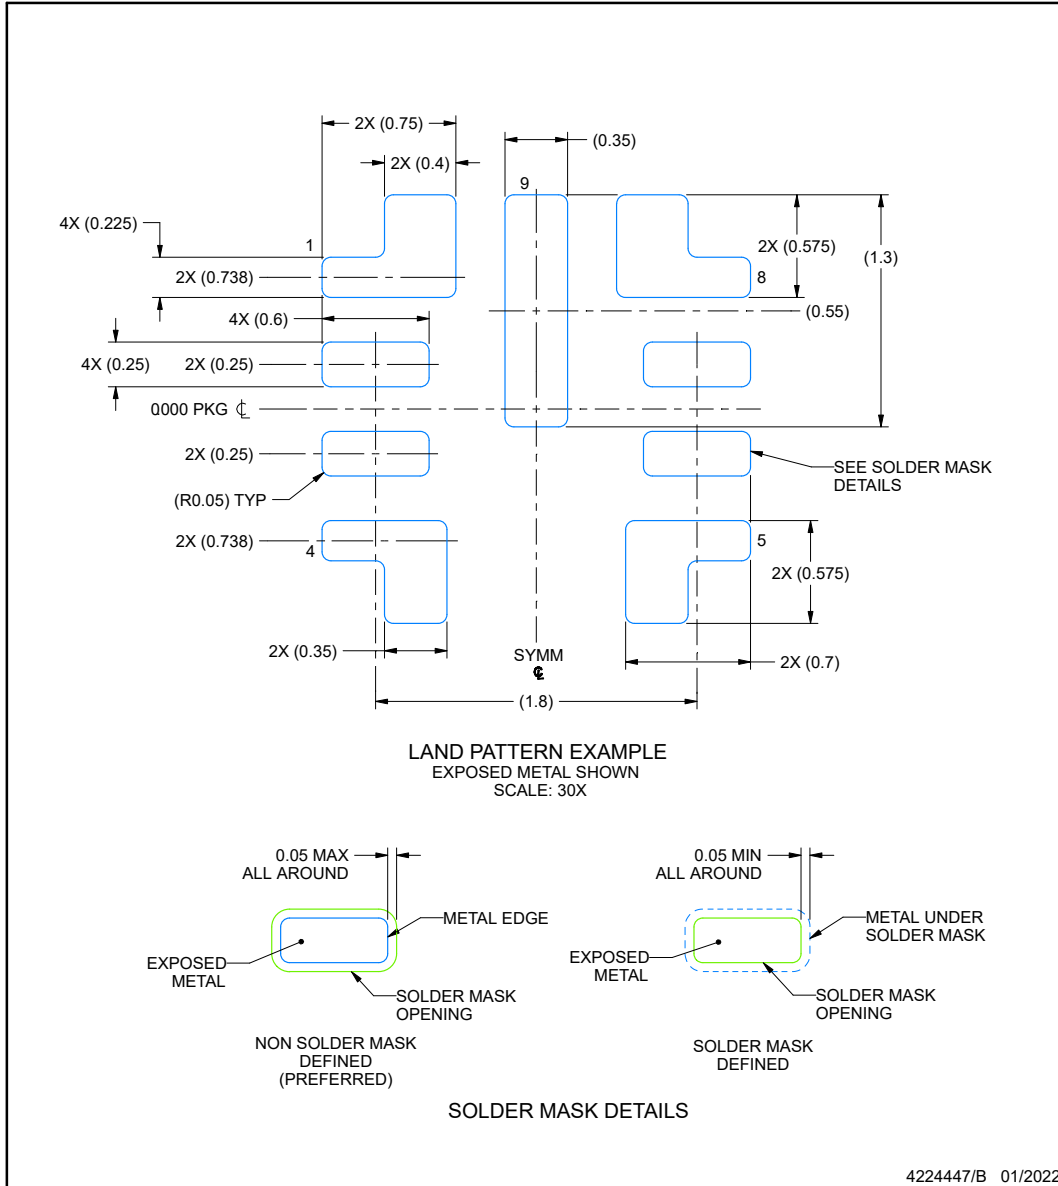 2X (0.75)
(0.35)
2X (0.4)
9
4X (0.225)
1
2X (0.575)
(1.3)
2X (0.738)
8
4X (0.6)
(0.55)
4X (0.25)
2X (0.25)
0.000 PKG ℄
2X (0.25)
SEE SOLDER MASK
DETAILS
(R0.05) TYP
2X (0.738)
4
5
2X (0.575)
2X (0.35)
SYMM
℄
2X (0.7)
(1.8)
LAND PATTERN EXAMPLE
EXPOSED METAL SHOWN
SCALE: 30X
0.05 MAX
ALL AROUND
0.05 MIN
ALL AROUND
METAL EDGE
METAL UNDER
SOLDER MASK
EXPOSED
METAL
EXPOSED
METAL
SOLDER MASK
OPENING
SOLDER MASK
OPENING
NON SOLDER MASK
DEFINED
(PREFERRED)
SOLDER MASK
DEFINED
SOLDER MASK DETAILS
4224447/B 01/2022